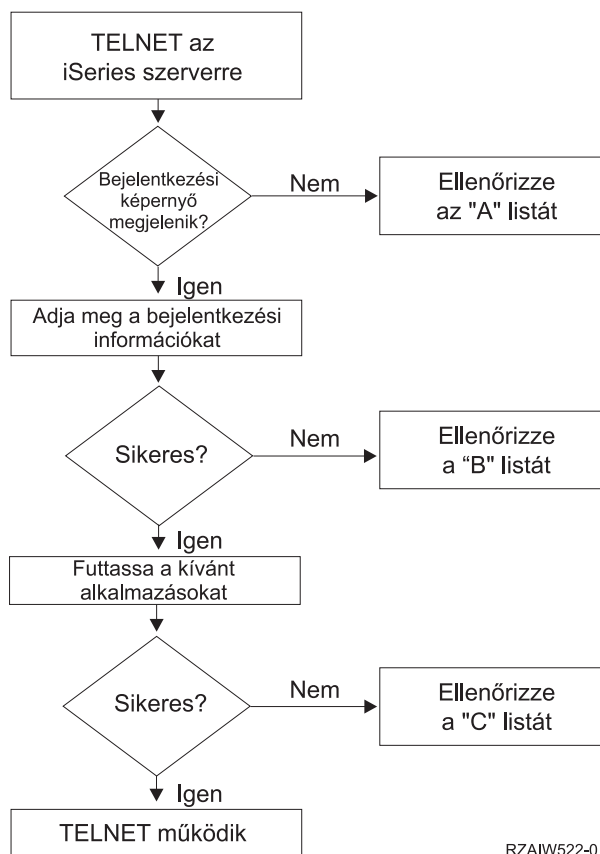 TELNET az
iSeries szerverre
Bejelentkezési
képernyő
megjelenik?
Nem
Ellenőrizze
az "A" listát
Igen
Adja meg a bejelentkezési
információkat
Sikeres?
Nem
Ellenőrizze
a “B" listát
Igen
Futtassa a kívánt
alkalmazásokat
Sikeres?
Nem
Ellenőrizze
a "C" listát
Igen
TELNET működik
RZAIW522-0